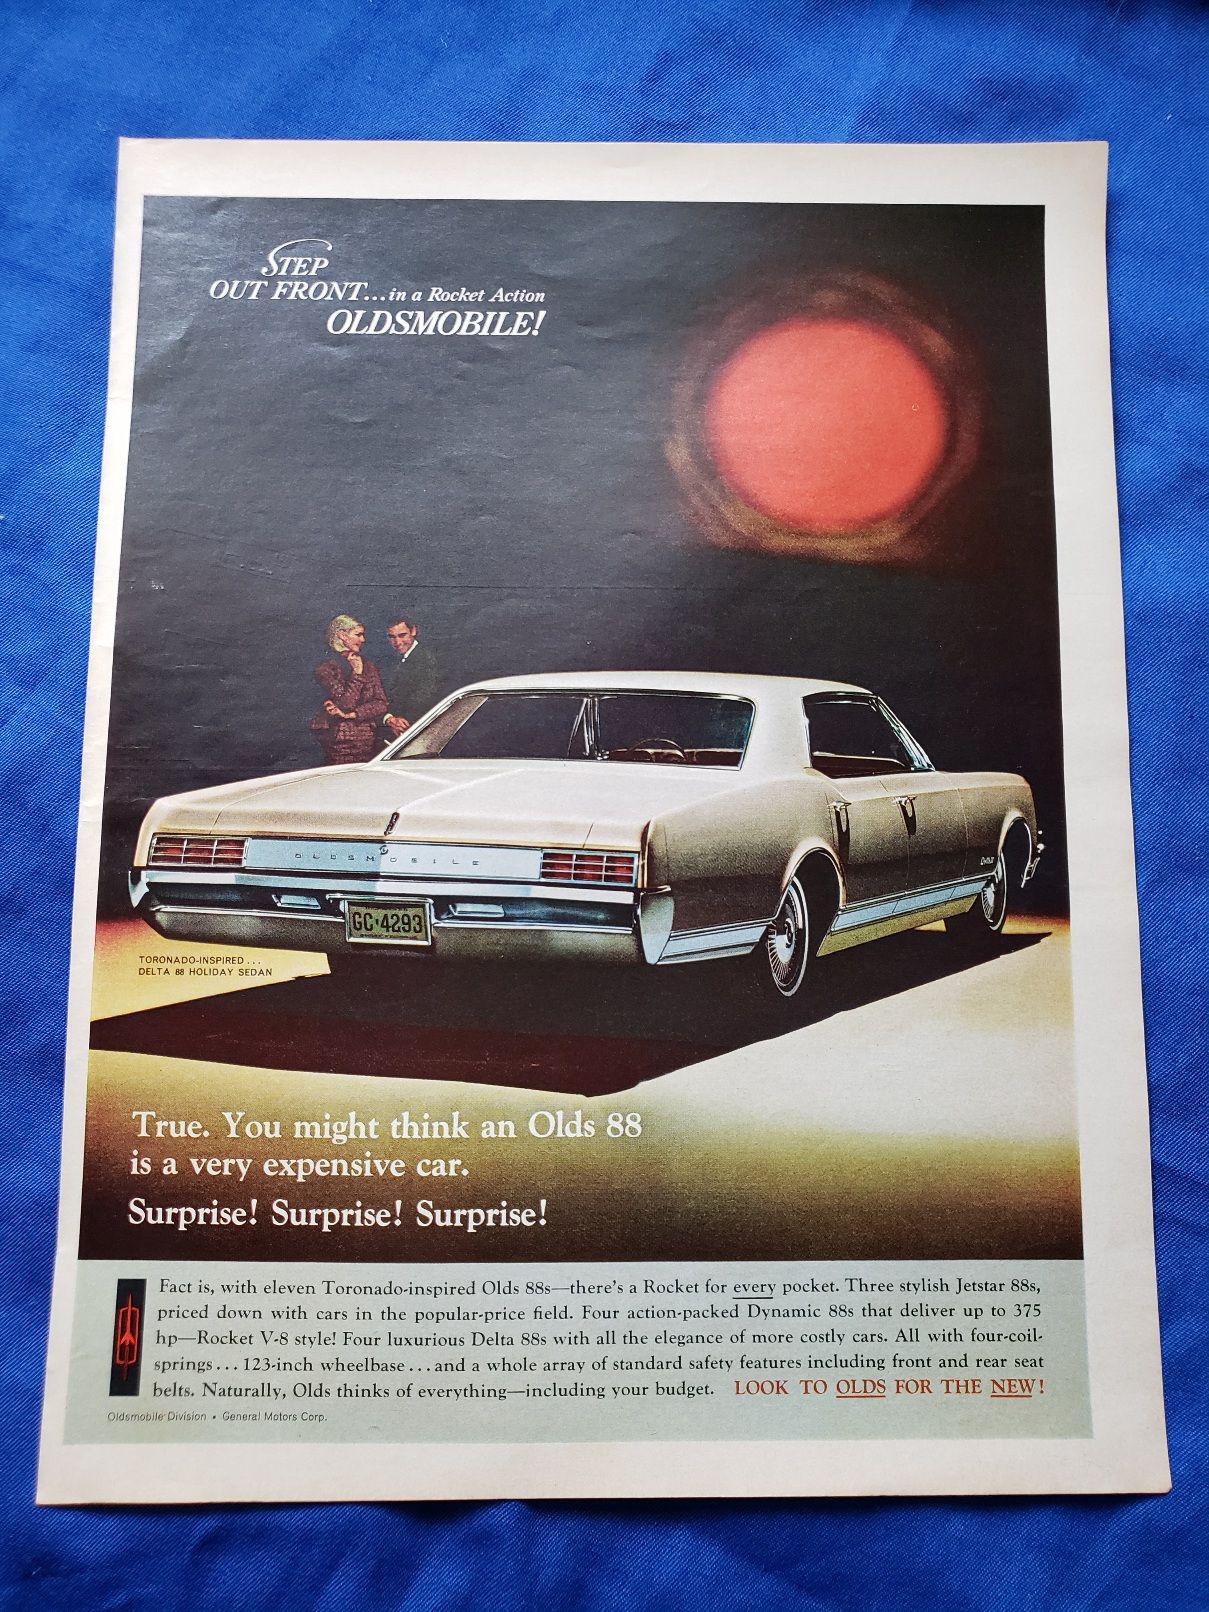 STEP
OUT FRONT...in a Rocket Action
OLDSMOBILE!
OLDSMOBILE
GC•4293
TORONADO-INSPIRED...
DELTA 88 HOLIDAY SEDAN
True. You might think an Olds 88
is a very expensive car.
Surprise! Surprise! Surprise!
Fact is, with eleven Toronado-inspired Olds 88s—there's a Rocket for every pocket. Three stylish Jetstar 88s,
priced down with cars in the popular-price field. Four action-packed Dynamic 88s that deliver up to 375
hp—Rocket V-8 style! Four luxurious Delta 88s with all the elegance of more costly cars. All with four-coil-
springs...123-inch wheelbase...and a whole array of standard safety features including front and rear seat
belts. Naturally, Olds thinks of everything—including your budget. LOOK TO OLDS FOR THE NEW!
Oldsmobile Division • General Motors Corp.